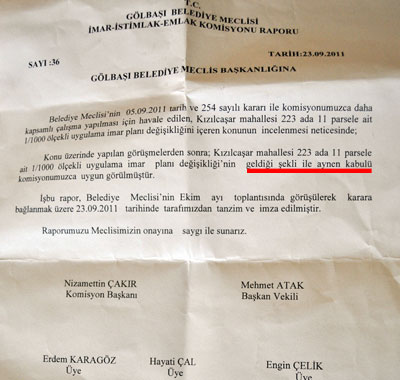 T.C.
GÖLBAŞI BELEDİYE MECLİSİ
İMAR-İSTİMLAK-EMLAK KOMİSYONU RAPORU
SAYI :36
TARİH:23.09.2011
GÖLBAŞI BELEDİYE MECLİS BAŞKANLIĞINA
Belediye Meclisi'nin 05.09.2011 tarih ve 254 sayılı kararı ile komisyonumuzca daha
kapsamlı çalışma yapılması için havale edilen, Kızılcaşar mahallesi 223 ada 11 parsele ait
1/1000 ölçekli uygulama imar planı değişikliğini içeren konunun incelenmesi neticesinde;
Konu üzerinde yapılan görüşmelerden sonra; Kızılcaşar mahallesi 223 ada 11 parsele
ait 1/1000 ölçekli uygulama imar planı değişikliği'nin geldiği şekli ile aynen kabulü
komisyonumuzca uygun görülmüştür.
İşbu rapor, Belediye Meclisi'nin Ekim ayı toplantısında görüşülerek karara
bağlanmak üzere 23.09.2011 tarihinde tarafımızdan tanzim ve imza edilmiştir.
Raporumuzu Meclisimizin onayına saygı ile sunarız.
Nizamettin ÇAKIR
Komisyon Başkanı
Mehmet ATAK
Başkan Vekili
Erdem KARAGÖZ
Üye
Hayati ÇAL
Üye
Engin ÇELİK
Üye